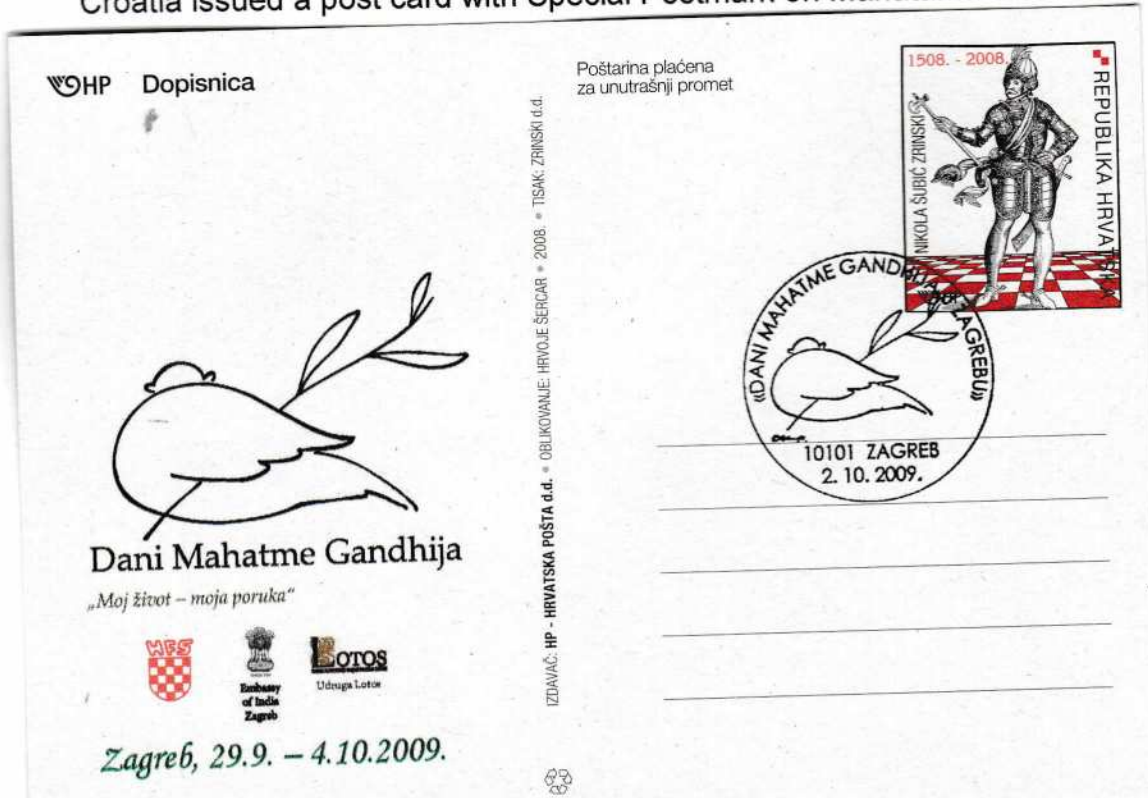 Croatia issued a post card with Special Postmark on
HP Dopisnica
Poštarina plaćena
za unutrašnji promet
1508. - 2008.
NIKOLA ŠUBIĆ ZRINSKI
REPUBLIKA HRVATSKA
«DANI MAHATME GANDHIJA U ZAGREBU»
10101 ZAGREB
2. 10. 2009.
IZDAVAČ: HP - HRVATSKA POŠTA d.d. • OBLIKOVANJE: HRVOJE ŠERCAR • 2008. • TISAK: ZRINSKI d.d.
Dani Mahatme Gandhija
„Moj život – moja poruka“
HFS
Embassy
of India
Zagreb
LOTOS
Udruga Lotos
Zagreb, 29.9. – 4.10.2009.